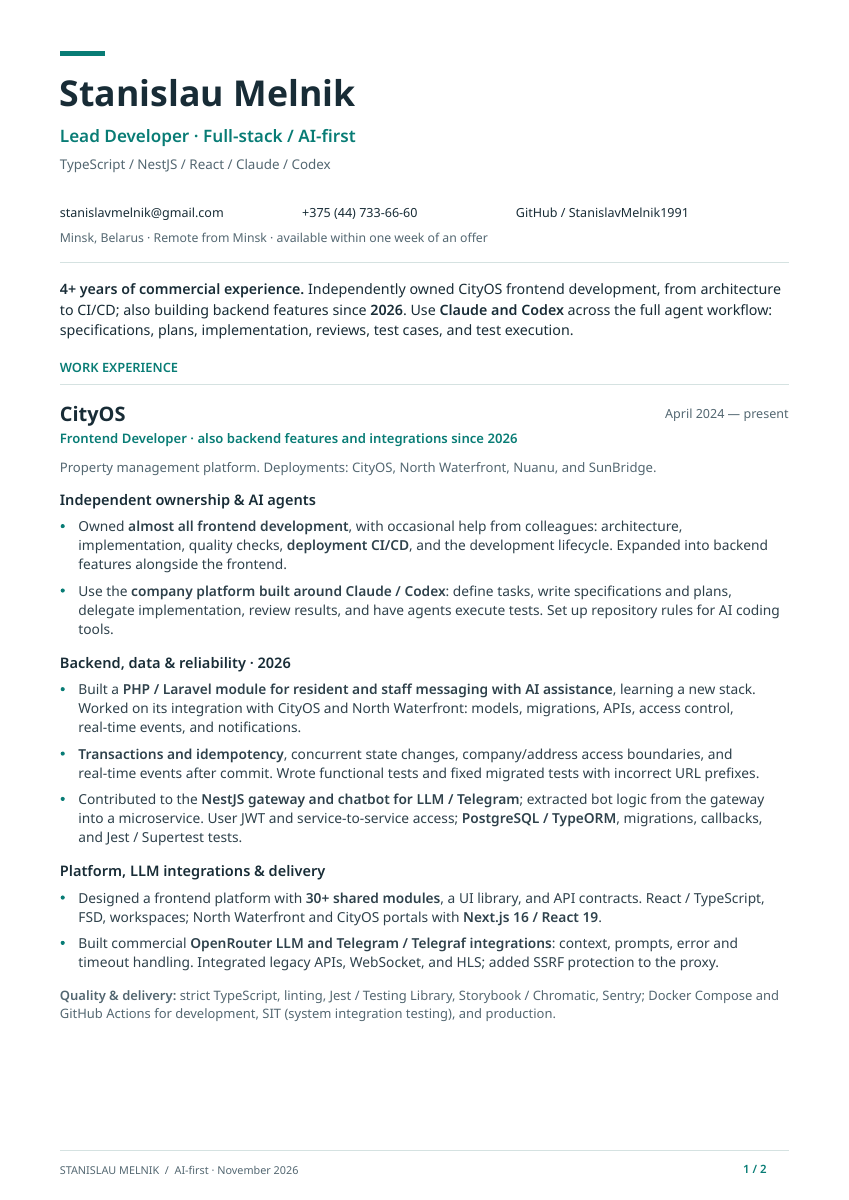 Stanislau Melnik
Lead Developer · Full-stack / AI-first
TypeScript / NestJS / React / Claude / Codex
stanislavmelnik@gmail.com
+375 (44) 733-66-60
GitHub / StanislavMelnik1991
Minsk, Belarus · Remote from Minsk · available within one week of an offer
4+ years of commercial experience. Independently owned CityOS frontend development, from architecture
to CI/CD; also building backend features since 2026. Use Claude and Codex across the full agent workflow:
specifications, plans, implementation, reviews, test cases, and test execution.
WORK EXPERIENCE
CityOS
April 2024 — present
Frontend Developer · also backend features and integrations since 2026
Property management platform. Deployments: CityOS, North Waterfront, Nuanu, and SunBridge.
Independent ownership & AI agents
• Owned almost all frontend development, with occasional help from colleagues: architecture,
implementation, quality checks, deployment CI/CD, and the development lifecycle. Expanded into backend
features alongside the frontend.
• Use the company platform built around Claude / Codex: define tasks, write specifications and plans,
delegate implementation, review results, and have agents execute tests. Set up repository rules for AI coding
tools.
Backend, data & reliability · 2026
• Built a PHP / Laravel module for resident and staff messaging with AI assistance, learning a new stack.
Worked on its integration with CityOS and North Waterfront: models, migrations, APIs, access control,
real-time events, and notifications.
• Transactions and idempotency, concurrent state changes, company/address access boundaries, and
real-time events after commit. Wrote functional tests and fixed migrated tests with incorrect URL prefixes.
• Contributed to the NestJS gateway and chatbot for LLM / Telegram; extracted bot logic from the gateway
into a microservice. User JWT and service-to-service access; PostgreSQL / TypeORM, migrations, callbacks,
and Jest / Supertest tests.
Platform, LLM integrations & delivery
• Designed a frontend platform with 30+ shared modules, a UI library, and API contracts. React / TypeScript,
FSD, workspaces; North Waterfront and CityOS portals with Next.js 16 / React 19.
• Built commercial OpenRouter LLM and Telegram / Telegraf integrations: context, prompts, error and
timeout handling. Integrated legacy APIs, WebSocket, and HLS; added SSRF protection to the proxy.
Quality & delivery: strict TypeScript, linting, Jest / Testing Library, Storybook / Chromatic, Sentry; Docker Compose and
GitHub Actions for development, SIT (system integration testing), and production.
STANISLAU MELNIK / AI-first · November 2026
1 / 2